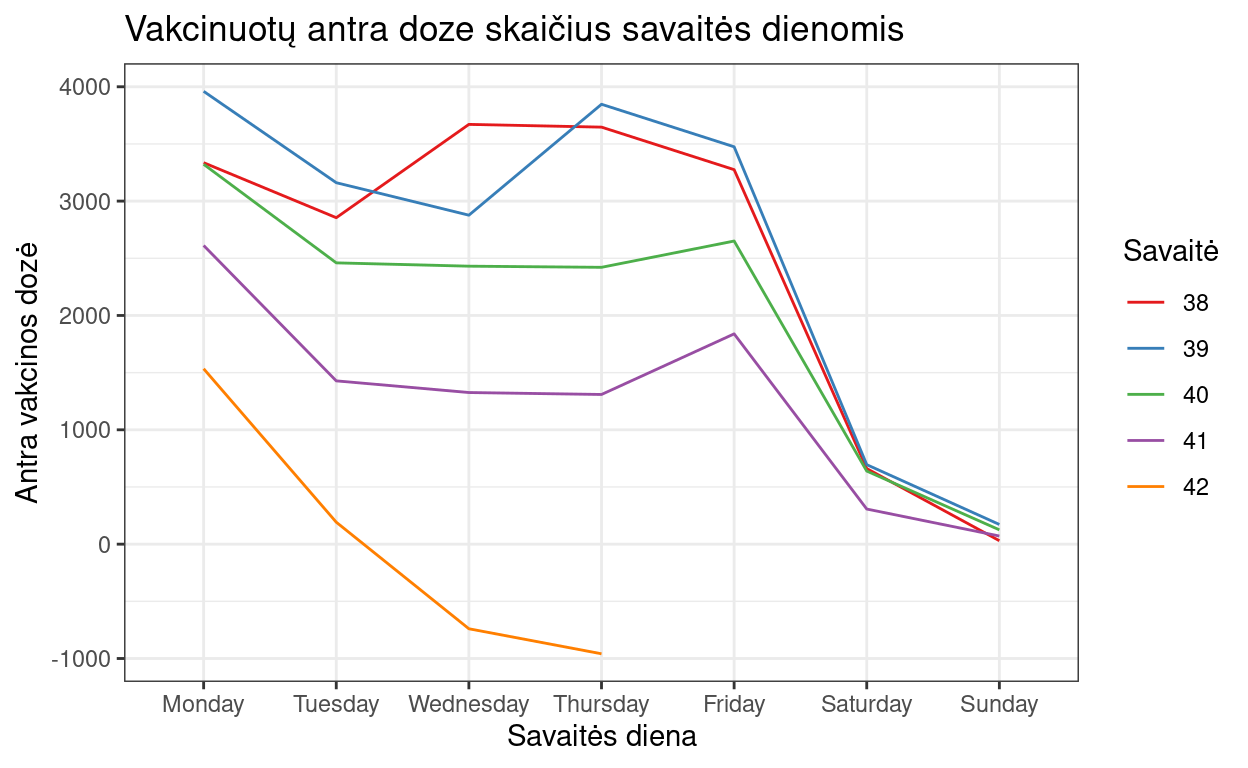 Vakcinuotų antra doze skaičius savaitės dienomis
Antra vakcinos dozė
4000
3000
2000
1000
0
-1000
Monday Tuesday Wednesday Thursday Friday Saturday Sunday
Savaitės diena
Savaitė
38
39
40
41
42